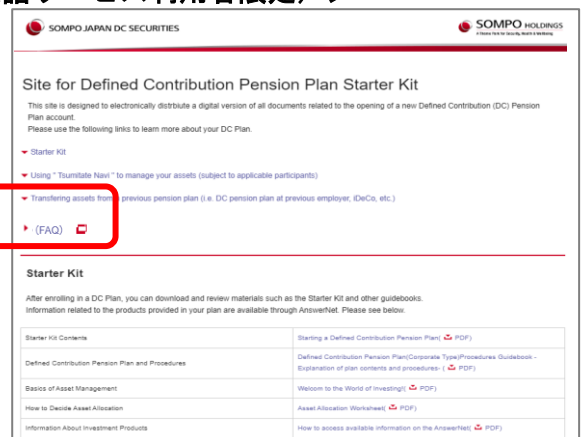 SOMPO JAPAN DC SECURITIES
SOMPO HOLDINGS
A Theme Park for Security, Health & Wellbeing
Site for Defined Contribution Pension Plan Starter Kit
This site is designed to electronically distrbiute a digital version of all documents related to the opening of a new Defined Contribution (DC) Pension
Plan account.
Please use the following links to learn more about your DC Plan.
Starter Kit
Using " Tsumitate Navi " to manage your assets (subject to applicable participants)
Transfering assets from a previous pension plan (i.e. DC pension plan at previous employer, iDeCo, etc.)
(FAQ)
Starter Kit
After enrolling in a DC Plan, you can download and review materials such as the Starter Kit and other guidebooks.
Information related to the products provided in your plan are available through AnswerNet. Please see below.
Starter Kit Contents
Starting a Defined Contribution Pension Plan( PDF)
Defined Contribution Pension Plan and Procedures
Defined Contribution Pension Plan(Corporate Type)Procedures Guidebook -
Explanation of plan contents and procedures- ( PDF)
Basics of Asset Management
Welcom to the World of Investing!( PDF)
How to Decide Asset Allocation
Asset Allocation Worksheet( PDF)
Information About Investment Products
How to access available information on the AnswerNet( PDF)